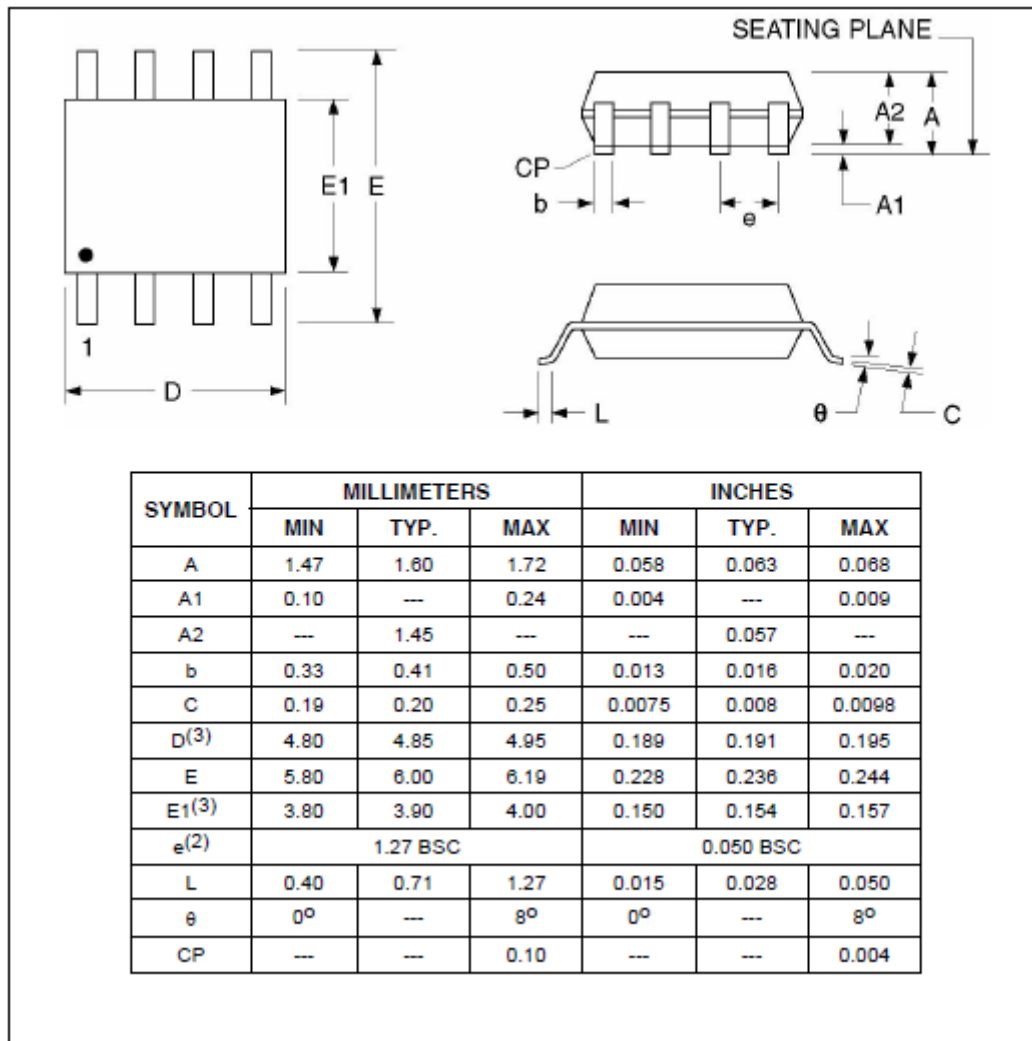 SEATING PLANE
A2 A
E1 E
CP
b
e
A1
1
D
L
θ
C
SYMBOL MILLIMETERS INCHES
MIN TYP. MAX MIN TYP. MAX
A 1.47 1.60 1.72 0.058 0.063 0.068
A1 0.10 --- 0.24 0.004 --- 0.009
A2 --- 1.45 --- --- 0.057 ---
b 0.33 0.41 0.50 0.013 0.016 0.020
C 0.19 0.20 0.25 0.0075 0.008 0.0098
D(3) 4.80 4.85 4.95 0.189 0.191 0.195
E 5.80 6.00 6.19 0.228 0.236 0.244
E1(3) 3.80 3.90 4.00 0.150 0.154 0.157
e(2) 1.27 BSC 0.050 BSC
L 0.40 0.71 1.27 0.015 0.028 0.050
θ 0º --- 8º 0º --- 8º
CP --- --- 0.10 --- --- 0.004